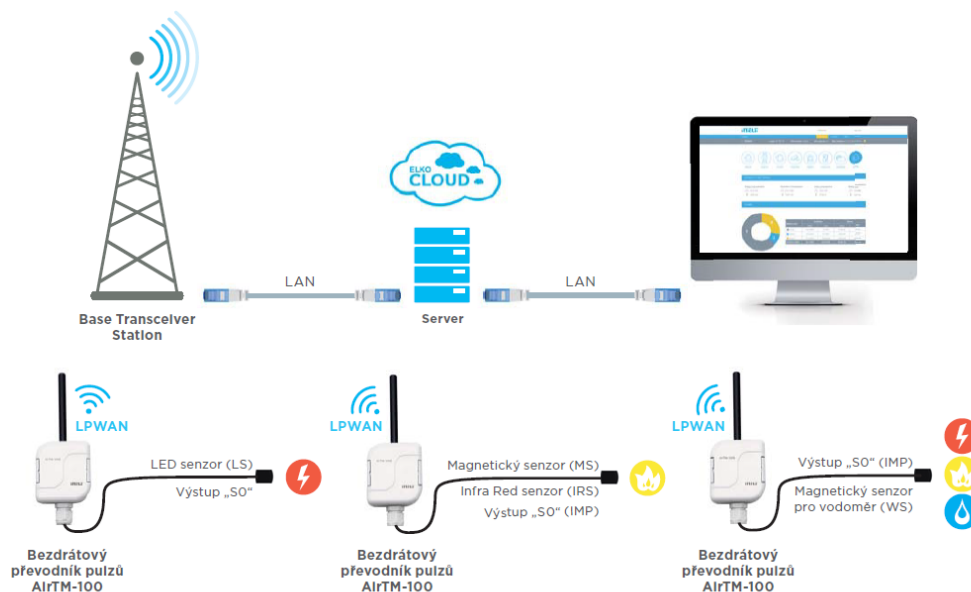 ELKO
CLOUD
LAN
LAN
Base Transceiver
Station
Server
LPWAN
LED senzor (LS)
Výstup „S0“
Bezdrátový
převodník pulzů
AirTM-100
LPWAN
Magnetický senzor (MS)
Infra Red senzor (IRS)
Výstup „S0“ (IMP)
Bezdrátový
převodník pulzů
AirTM-100
LPWAN
Výstup „S0“ (IMP)
Magnetický senzor
pro vodoměr (WS)
Bezdrátový
převodník pulzů
AirTM-100